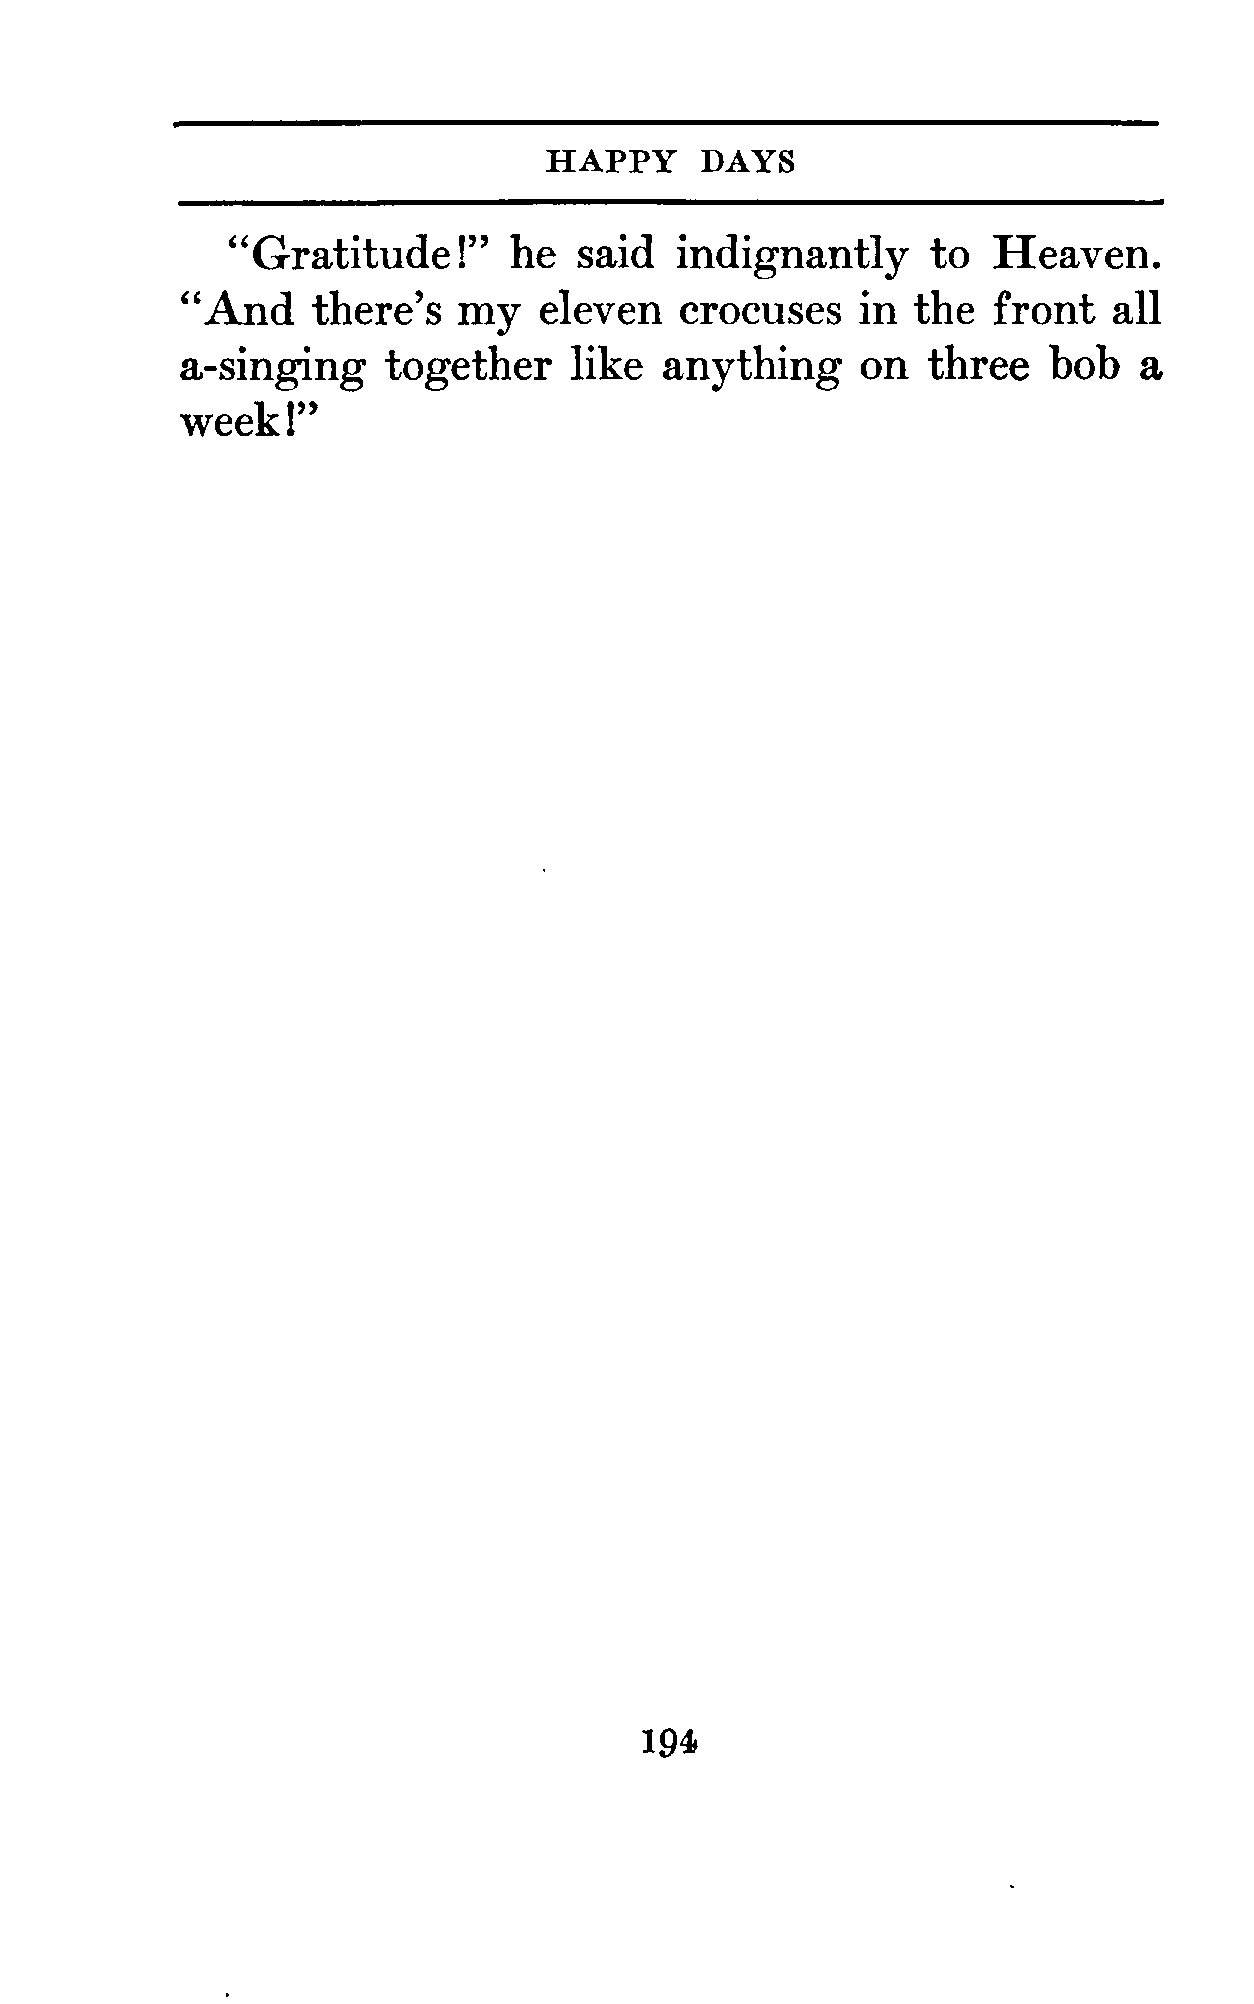 HAPPY DAYS
“Gratitude!” he said indignantly to Heaven.
“And there’s my eleven crocuses in the front all
a-singing together like anything on three bob a
week!”
194